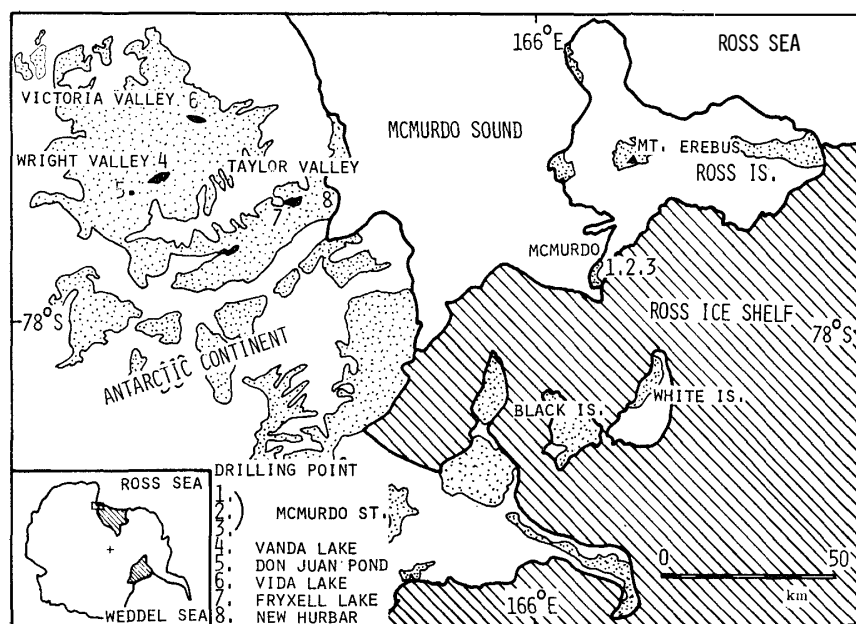 166°E
ROSS SEA
VICTORIA VALLEY 6
MCMURDO SOUND
MT. EREBUS
WRIGHT VALLEY 4
TAYLOR VALLEY
ROSS IS.
5
7
8
MCMURDO
1.2.3
78°S
ROSS ICE SHELF
78°S
ANTARCTIC CONTINENT
BLACK IS.
WHITE IS.
DRILLING POINT
ROSS SEA
1.
2.) MCMURDO ST.
3.
4. VANDA LAKE
5. DON JUAN POND
6. VIDA LAKE
7. FRYXELL LAKE
8. NEW HURBAR
WEDDEL SEA
0 50
km
166°E